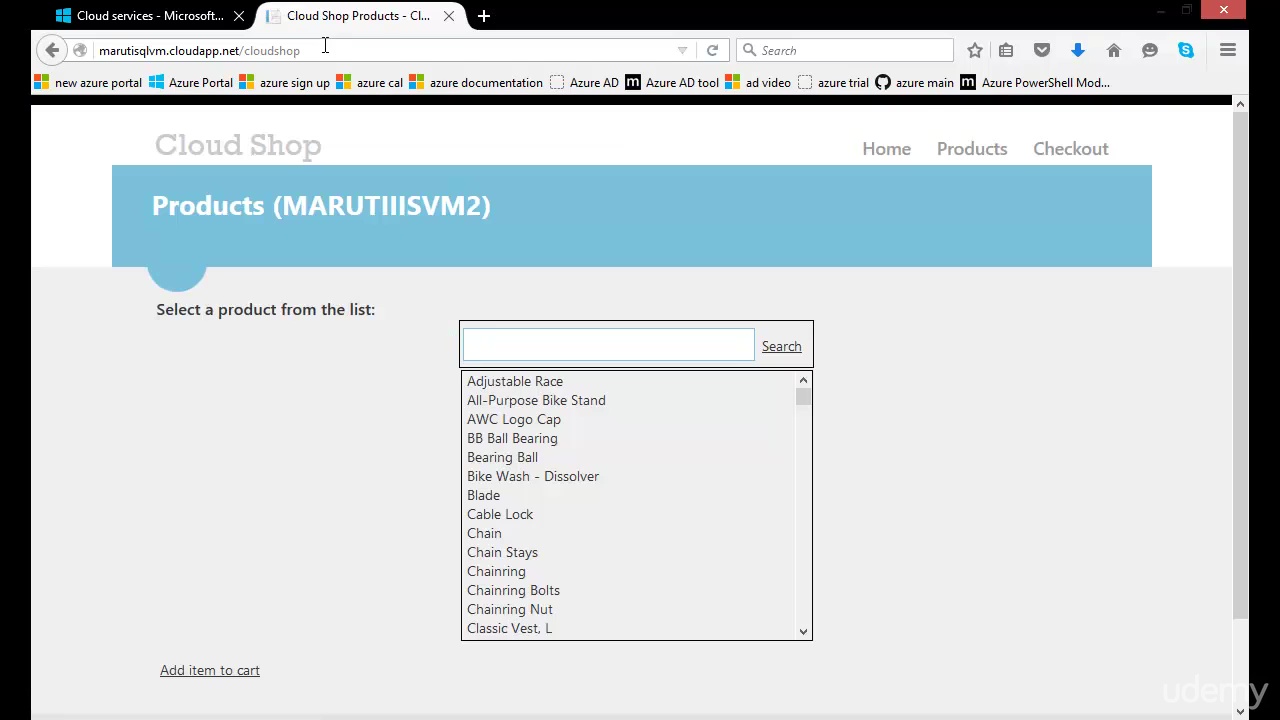 Cloud services - Microsoft...
Cloud Shop Products - Cl...
marutisqlvm.cloudapp.net/cloudshop
Search
new azure portal
Azure Portal
azure sign up
azure cal
azure documentation
Azure AD
Azure AD tool
ad video
azure trial
azure main
Azure PowerShell Mod...
Cloud Shop
Home
Products
Checkout
Products (MARUTIIISVM2)
Select a product from the list:
Search
Adjustable Race
All-Purpose Bike Stand
AWC Logo Cap
BB Ball Bearing
Bearing Ball
Bike Wash - Dissolver
Blade
Cable Lock
Chain
Chain Stays
Chainring
Chainring Bolts
Chainring Nut
Classic Vest, L
Add item to cart
udemy